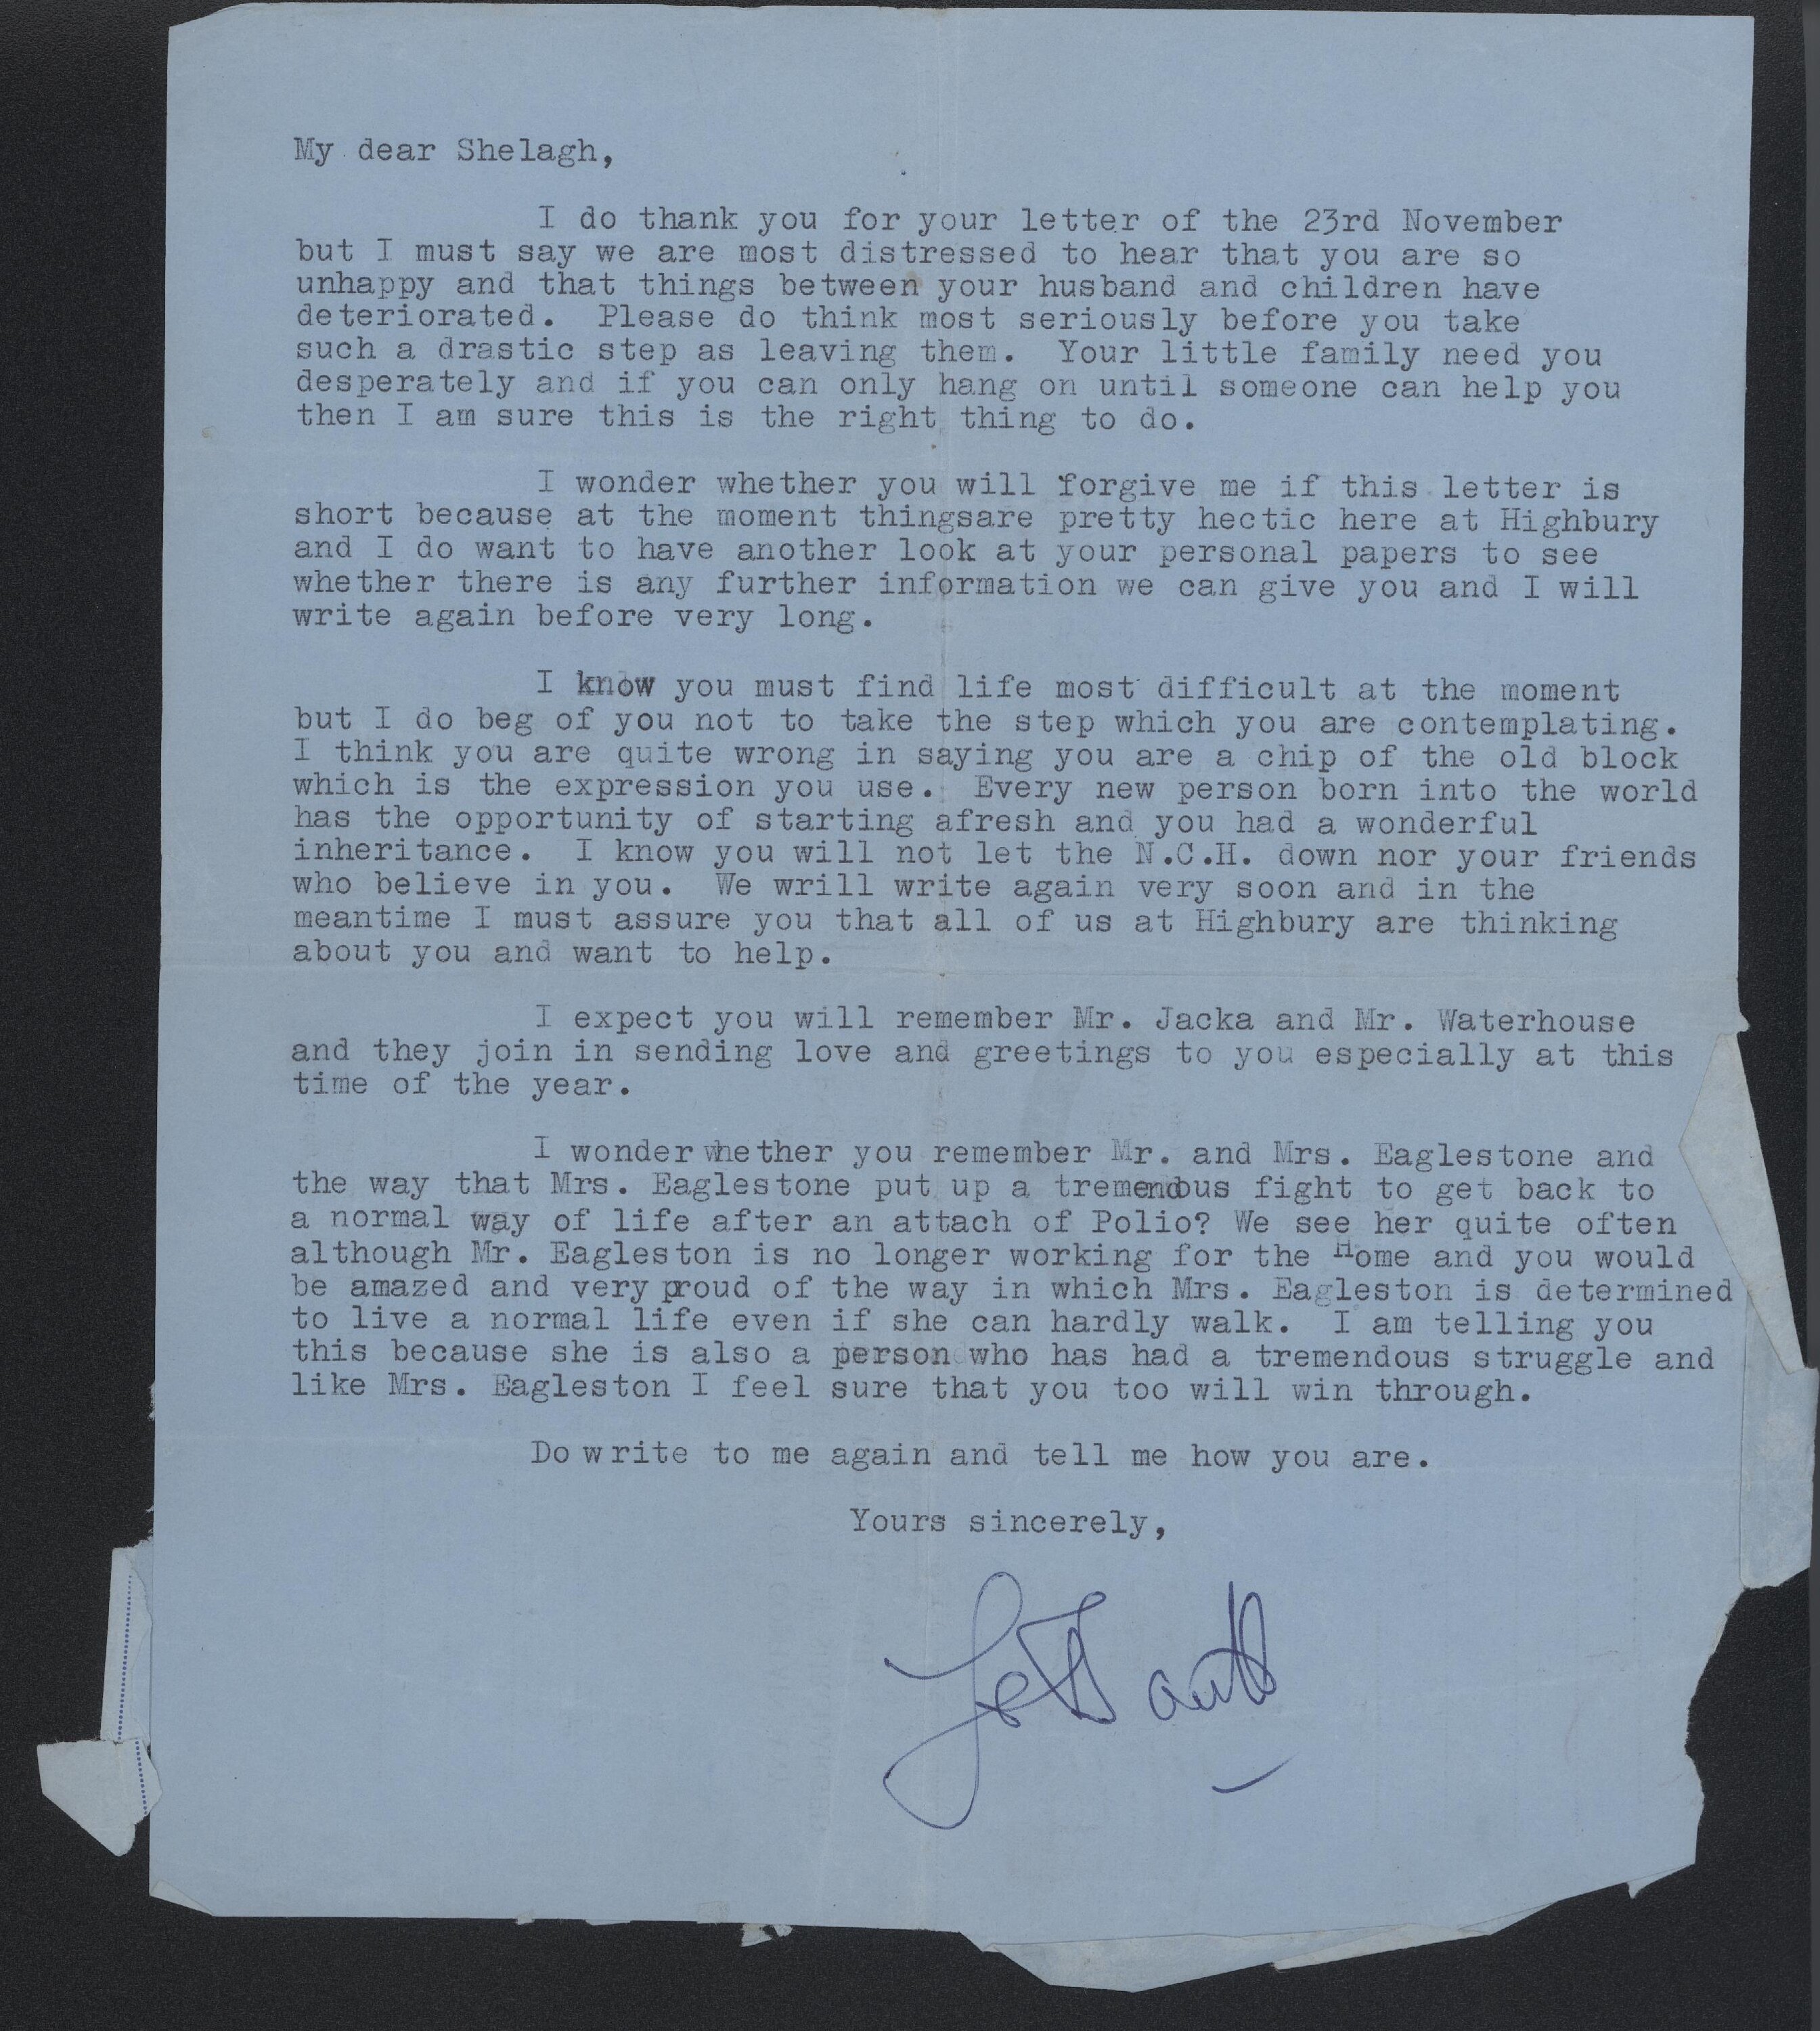 My dear Shelagh,
I do thank you for your letter of the 23rd November
but I must say we are most distressed to hear that you are so
unhappy and that things between your husband and children have
deteriorated. Please do think most seriously before you take
such a drastic step as leaving them. Your little family need you
desperately and if you can only hang on until someone can help you
then I am sure this is the right thing to do.
I wonder whether you will forgive me if this letter is
short because at the moment thingsare pretty hectic here at Highbury
and I do want to have another look at your personal papers to see
whether there is any further information we can give you and I will
write again before very long.
I know you must find life most difficult at the moment
but I do beg of you not to take the step which you are contemplating.
I think you are quite wrong in saying you are a chip of the old block
which is the expression you use. Every new person born into the world
has the opportunity of starting afresh and you had a wonderful
inheritance. I know you will not let the N.C.H. down nor your friends
who believe in you. We wrill write again very soon and in the
meantime I must assure you that all of us at Highbury are thinking
about you and want to help.
I expect you will remember Mr. Jacka and Mr. Waterhouse
and they join in sending love and greetings to you especially at this
time of the year.
I wonder whether you remember Mr. and Mrs. Eaglestone and
the way that Mrs. Eaglestone put up a tremendous fight to get back to
a normal way of life after an attach of Polio? We see her quite often
although Mr. Eagleston is no longer working for the Home and you would
be amazed and very proud of the way in which Mrs. Eagleston is determined
to live a normal life even if she can hardly walk. I am telling you
this because she is also a person who has had a tremendous struggle and
like Mrs. Eagleston I feel sure that you too will win through.
Do write to me again and tell me how you are.
Yours sincerely,